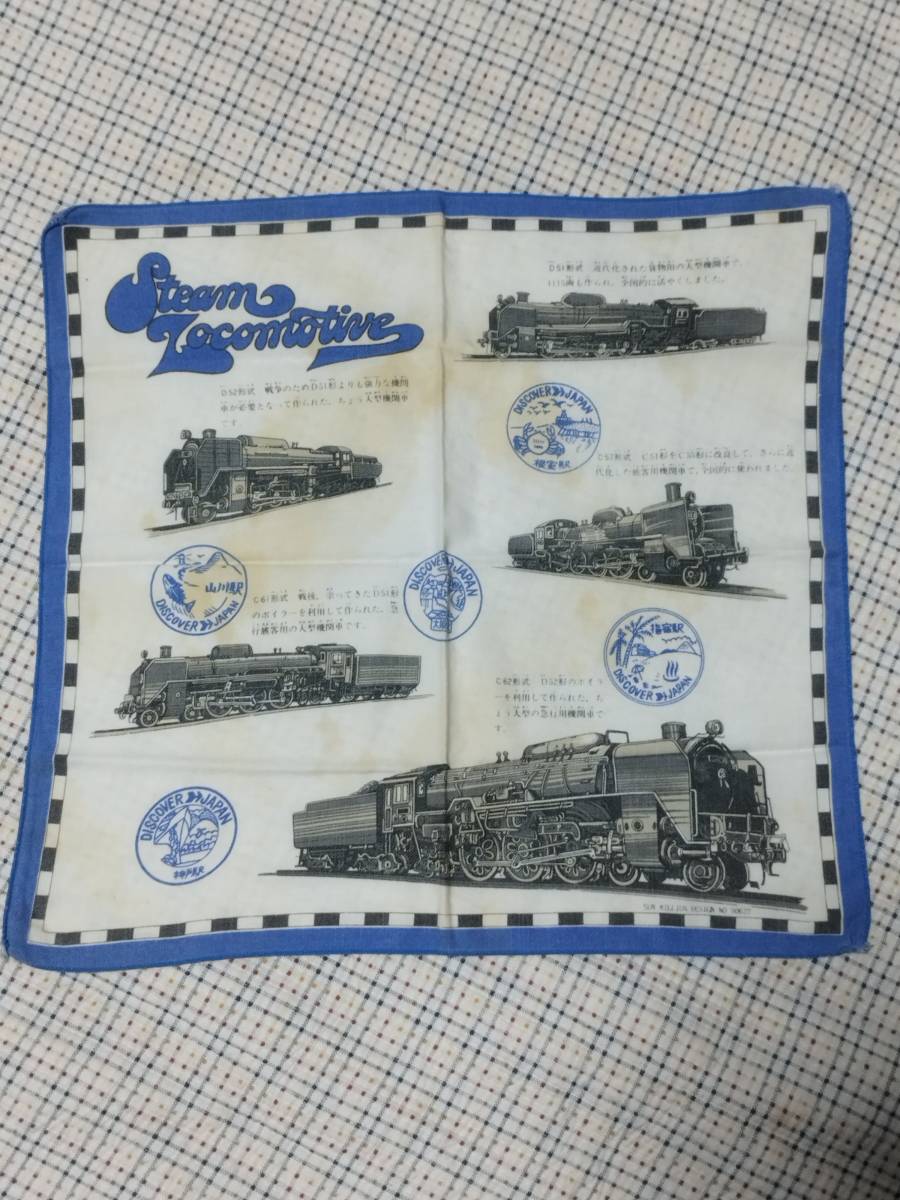 Steam
Locomotive
D51形式 近代化された貨物用の大型機関車で、
1115両も作られ、全国的に活やくしました。
D52形式 戦争のためD51形よりも強力な機関
車が必要となって作られた、ちょう大型機関車
です。
DISCOVER JAPAN
根室駅
C57形式 C51形をC55形に改良して、さらに近
代化した旅客用機関車で、全国的に使われました。
山川駅
DISCOVER JAPAN
DISCOVER JAPAN
C61形式 戦後、余ってきたD51形
のボイラーを利用して作られた、急
行旅客用の大型機関車です。
指宿駅
DISCOVER JAPAN
C62形式 D52形のボイラ
ーを利用して作られた、ち
ょう大型の急行用機関車で
す。
DISCOVER JAPAN
神戸駅
DESIGN NO